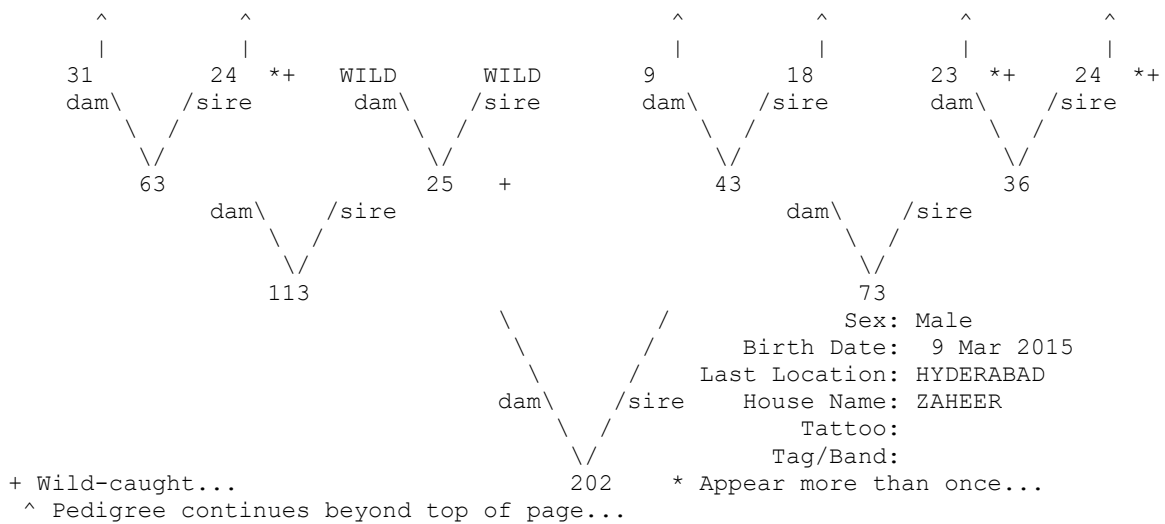 ^ ^ ^ ^ ^ ^
| | | | | |
31 24 *+ WILD WILD 9 18 23 *+ 24 *+
dam\ /sire dam\ /sire dam\ /sire dam\ /sire
\ / \ / \ / \ /
\/ \/ \/ \/
63 25 + 43 36
dam\ /sire dam\ /sire
\ / \ /
\/ \/
113 73
\ / Sex: Male
\ / Birth Date: 9 Mar 2015
\ / Last Location: HYDERABAD
dam\ /sire House Name: ZAHEER
\ / Tattoo:
\/ Tag/Band:
+ Wild-caught... 202 * Appear more than once...
^ Pedigree continues beyond top of page...